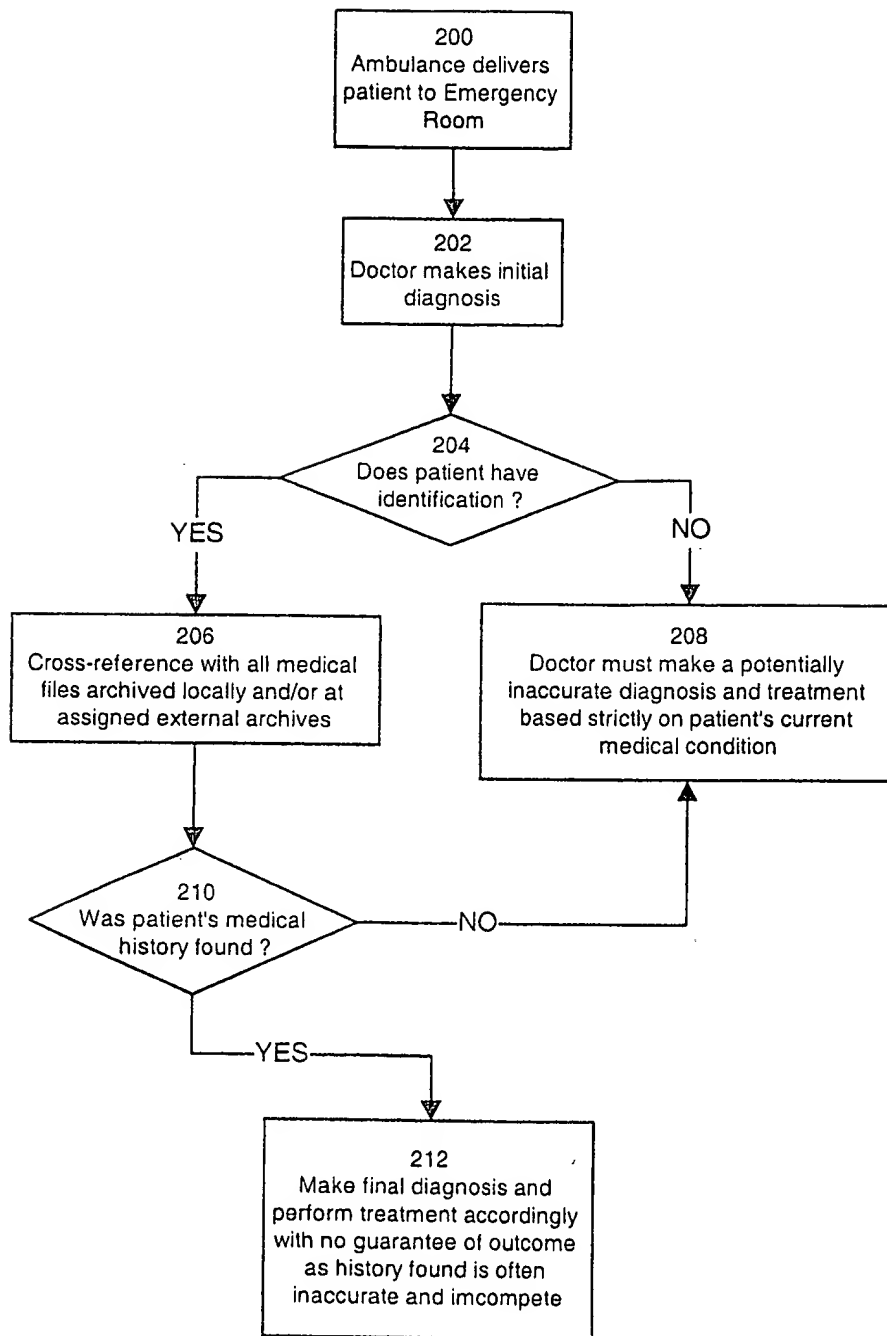 200
Ambulance delivers
patient to Emergency
Room
202
Doctor makes initial
diagnosis
204
Does patient have
identification ?
YES
NO
206
Cross-reference with all medical
files archived locally and/or at
assigned external archives
208
Doctor must make a potentially
inaccurate diagnosis and treatment
based strictly on patient's current
medical condition
210
Was patient's medical
history found ?
NO
YES
212
Make final diagnosis and
perform treatment accordingly
with no guarantee of outcome
as history found is often
inaccurate and imcompete